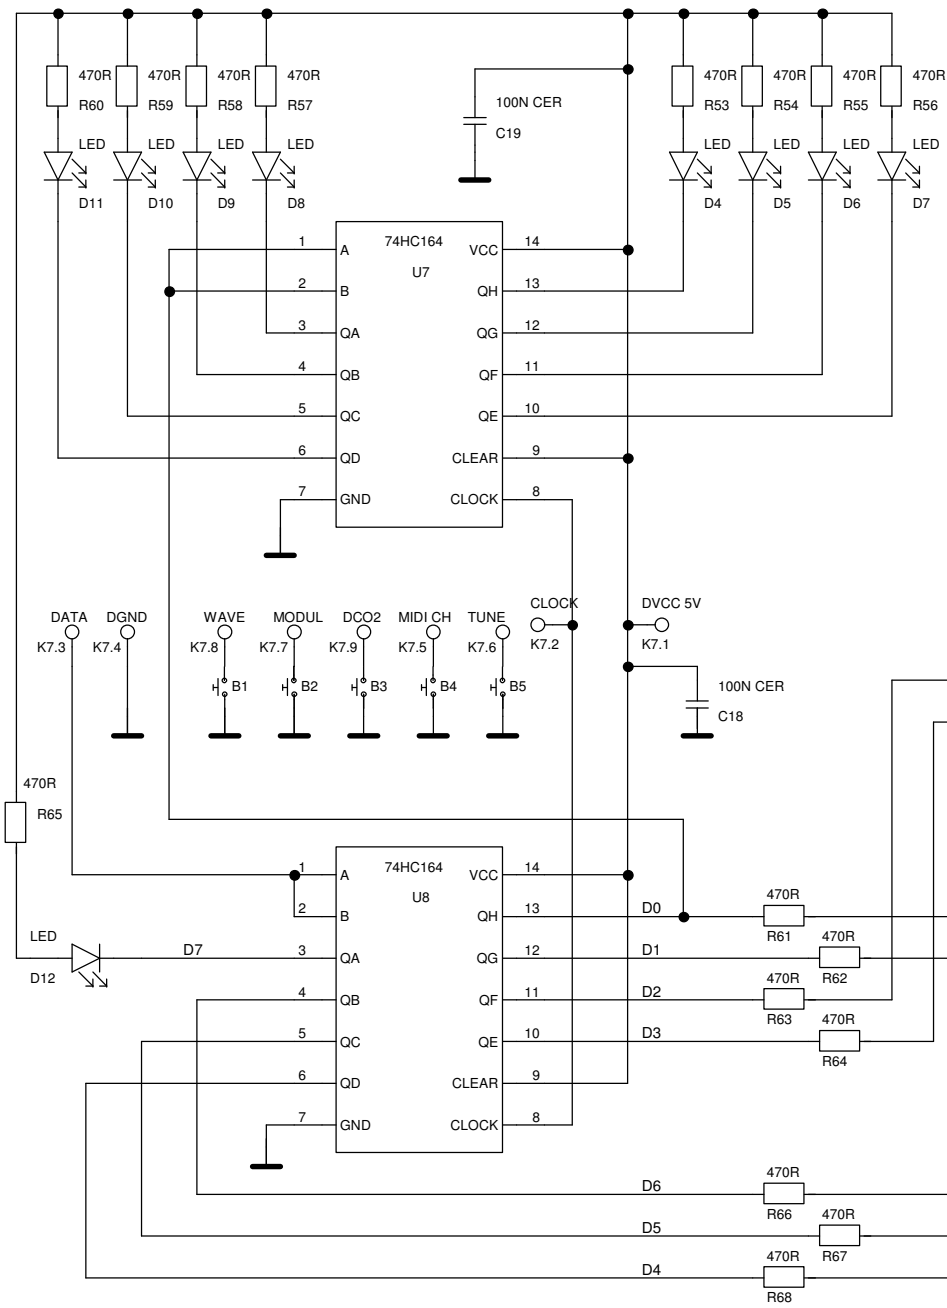 470R 470R 470R 470R 470R 470R 470R 470R
R60 R59 R58 R57 100N CER R53 R54 R55 R56
C19
LED LED LED LED LED LED LED LED
D11 D10 D9 D8 D4 D5 D6 D7
74HC164
U7
1 A VCC 14
2 B QH 13
3 QA QG 12
4 QB QF 11
5 QC QE 10
6 QD CLEAR 9
7 GND CLOCK 8
DATA DGND WAVE MODUL DCO2 MIDI CH TUNE CLOCK DVCC 5V
K7.3 K7.4 K7.8 K7.7 K7.9 K7.5 K7.6 K7.2 K7.1
B1 B2 B3 B4 B5 100N CER
C18
470R
R65
74HC164
U8
1 A VCC 14
2 B QH 13 D0 470R
R61
LED D7 3 QA QG 12 D1 470R
D12 R62
4 QB QF 11 D2 470R
R63
5 QC QE 10 D3 470R
R64
6 QD CLEAR 9
7 GND CLOCK 8
D6 470R
R66
D5 470R
R67
D4 470R
R68